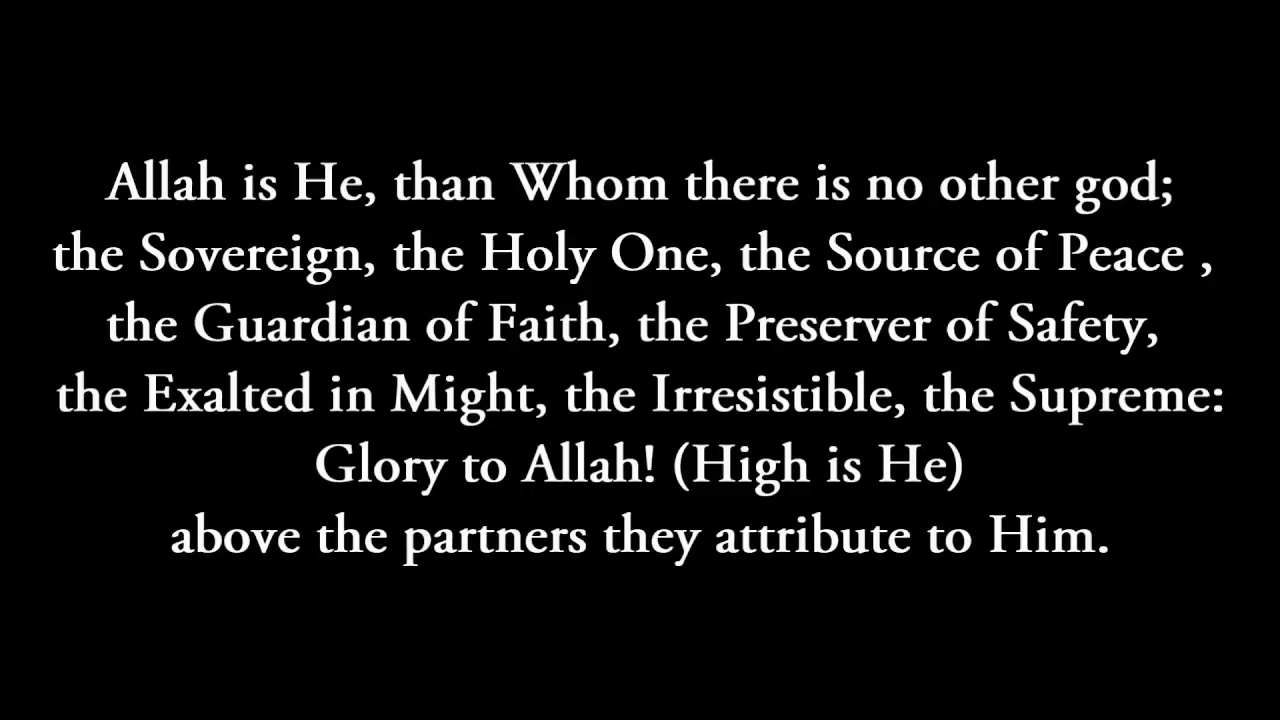 Allah is He, than Whom there is no other god;
the Sovereign, the Holy One, the Source of Peace ,
the Guardian of Faith, the Preserver of Safety,
the Exalted in Might, the Irresistible, the Supreme:
Glory to Allah! (High is He)
above the partners they attribute to Him.